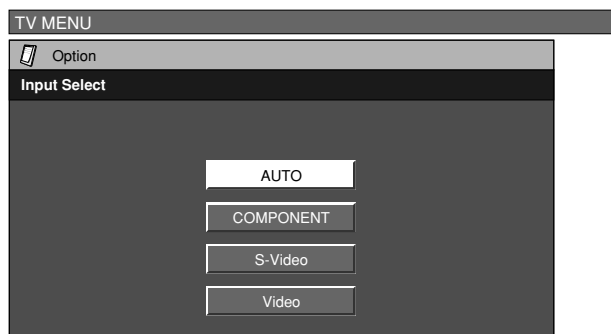 TV MENU
Option
Input Select
AUTO
COMPONENT
S-Video
Video